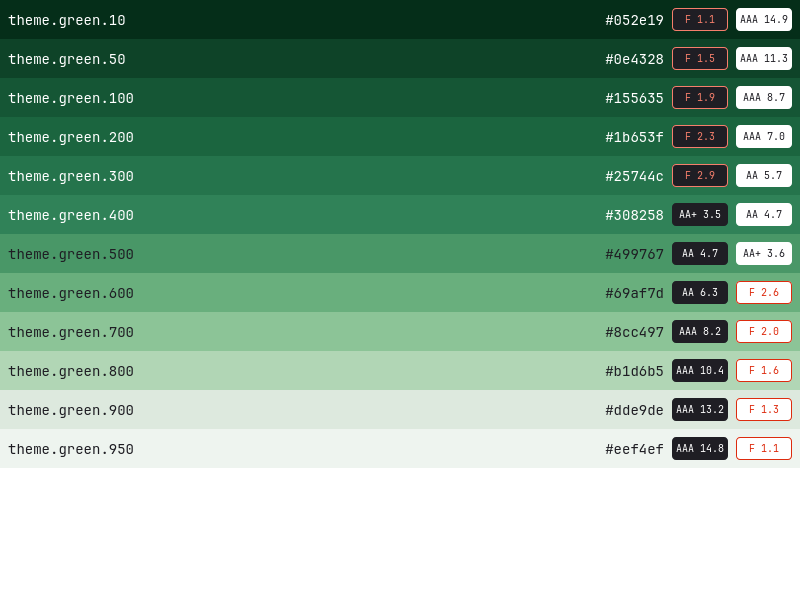 theme.green.10 #052e19 F 1.1 AAA 14.9
theme.green.50 #0e4328 F 1.5 AAA 11.3
theme.green.100 #155635 F 1.9 AAA 8.7
theme.green.200 #1b653f F 2.3 AAA 7.0
theme.green.300 #25744c F 2.9 AA 5.7
theme.green.400 #308258 AA+ 3.5 AA 4.7
theme.green.500 #499767 AA 4.7 AA+ 3.6
theme.green.600 #69af7d AA 6.3 F 2.6
theme.green.700 #8cc497 AAA 8.2 F 2.0
theme.green.800 #b1d6b5 AAA 10.4 F 1.6
theme.green.900 #dde9de AAA 13.2 F 1.3
theme.green.950 #eef4ef AAA 14.8 F 1.1